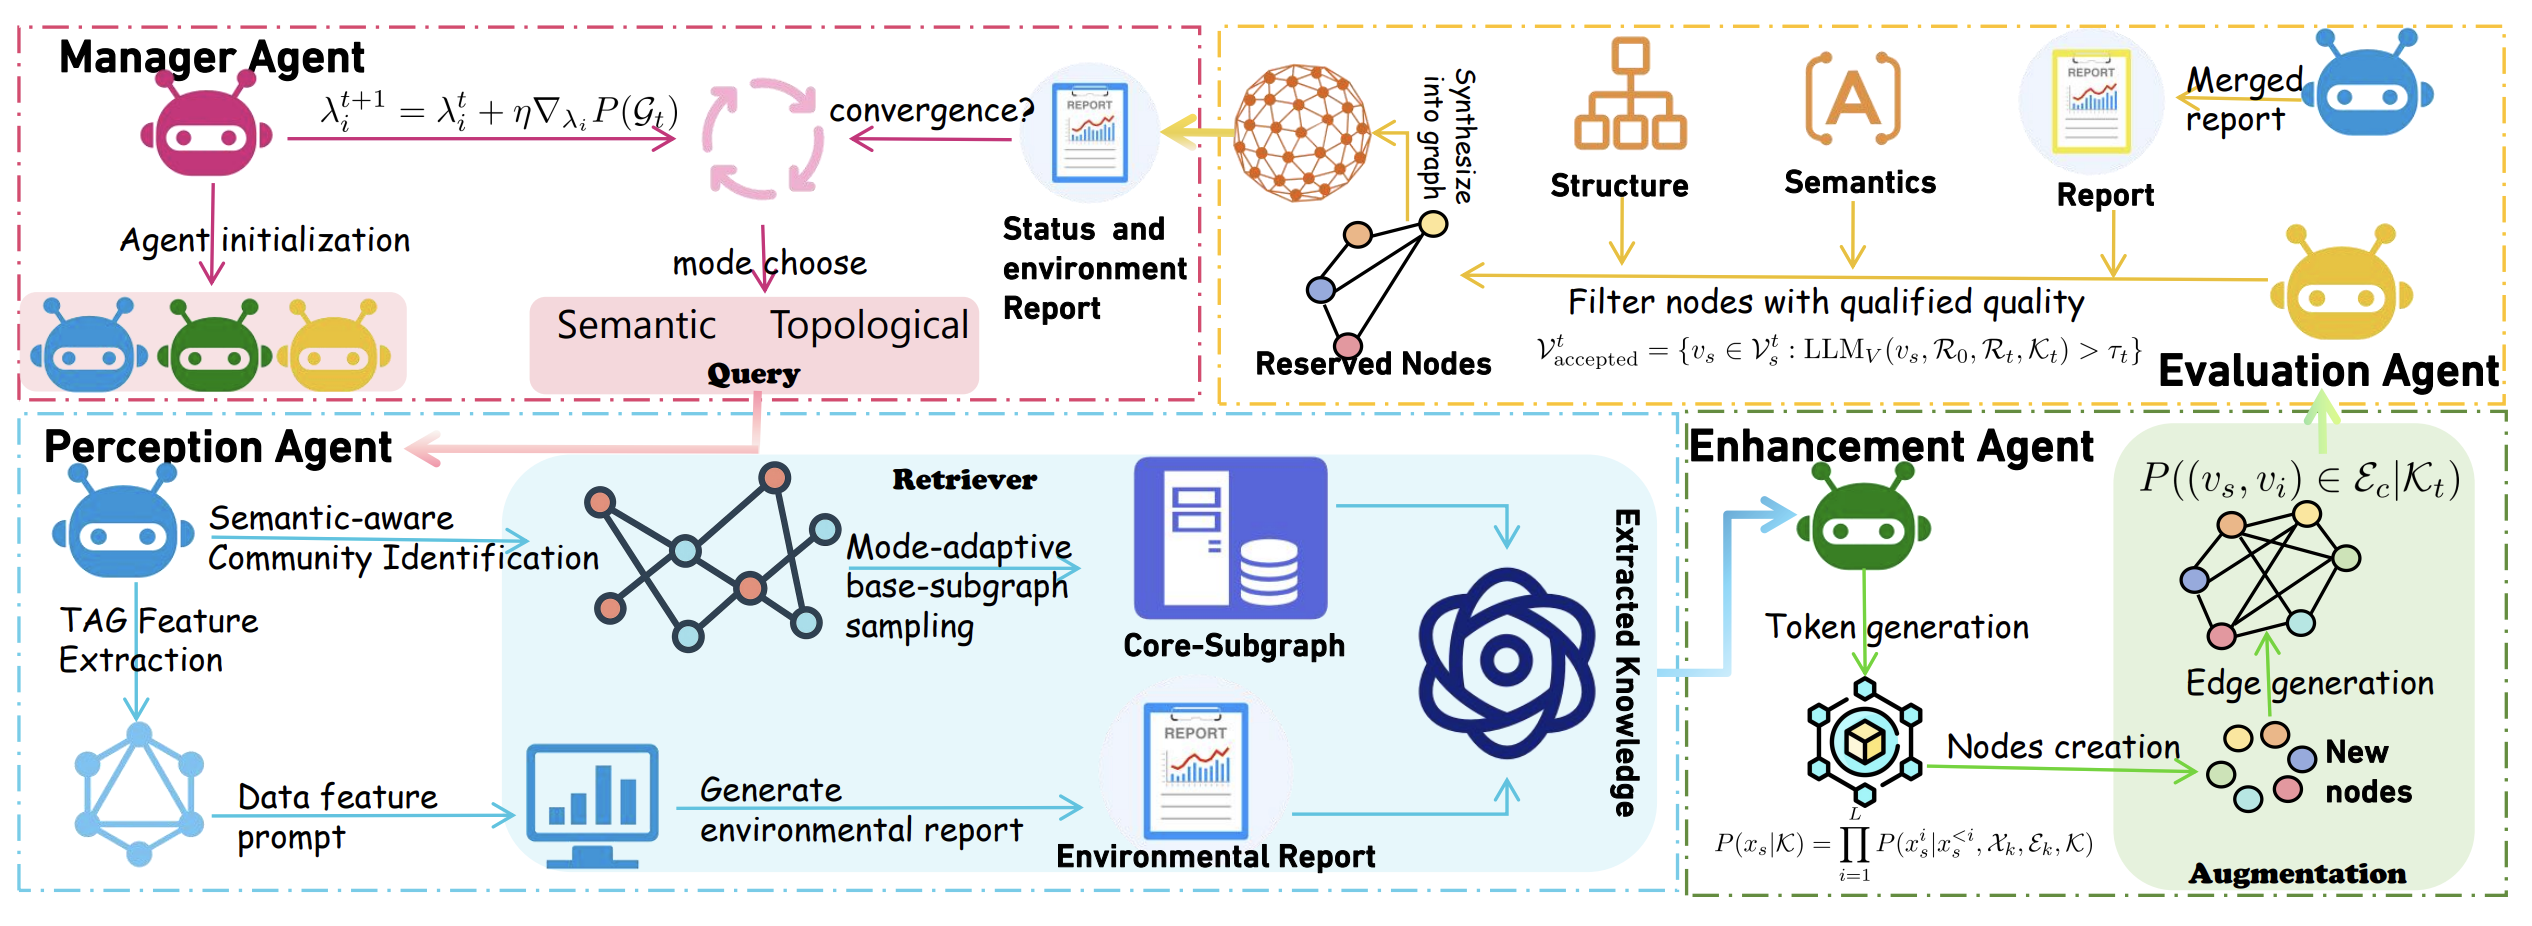 Manager Agent
$\lambda_i^{t+1} = \lambda_i^t + \eta\nabla_{\lambda_i} P(\mathcal{G}_t)$
convergence?
REPORT
Agent initialization
mode choose
Status and
environment
Report
Semantic Topological
Query
Synthesize
into graph
Structure
Semantics
REPORT
Report
Merged
report
A
Filter nodes with qualified quality
$\mathcal{V}_{\text{accepted}}^t = \{v_s \in \mathcal{V}_s^t : \text{LLM}_V(v_s, \mathcal{R}_0, \mathcal{R}_t, \mathcal{K}_t) > \tau_t\}$
Reserved Nodes
Evaluation Agent
Perception Agent
Semantic-aware
Community Identification
TAG Feature
Extraction
Data feature
prompt
Retriever
Mode-adaptive
base-subgraph
sampling
Core-Subgraph
Generate
environmental report
REPORT
Environmental Report
Extracted Knowledge
Enhancement Agent
Token generation
Nodes creation
$P(x_s|\mathcal{K}) = \prod_{i=1}^{L} P(x_s^i|x_s^{<i}, \mathcal{X}_k, \mathcal{E}_k, \mathcal{K})$
$P((v_s, v_i) \in \mathcal{E}_c|\mathcal{K}_t)$
Edge generation
New
nodes
Augmentation